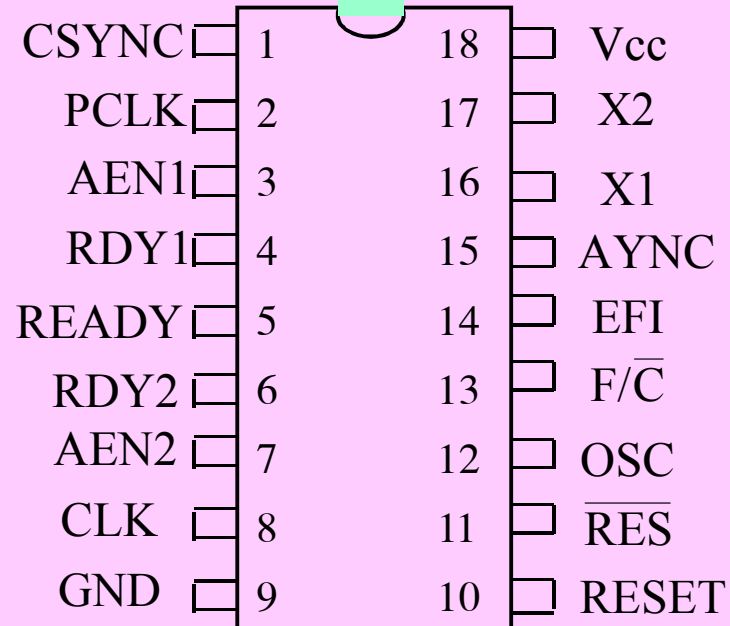 CSYNC 1 18 Vcc
PCLK 2 17 X2
AEN1 3 16 X1
RDY1 4 15 AYNC
READY 5 14 EFI
RDY2 6 13 F/C̅
AEN2 7 12 OSC
CLK 8 11 R̅E̅S̅
GND 9 10 RESET